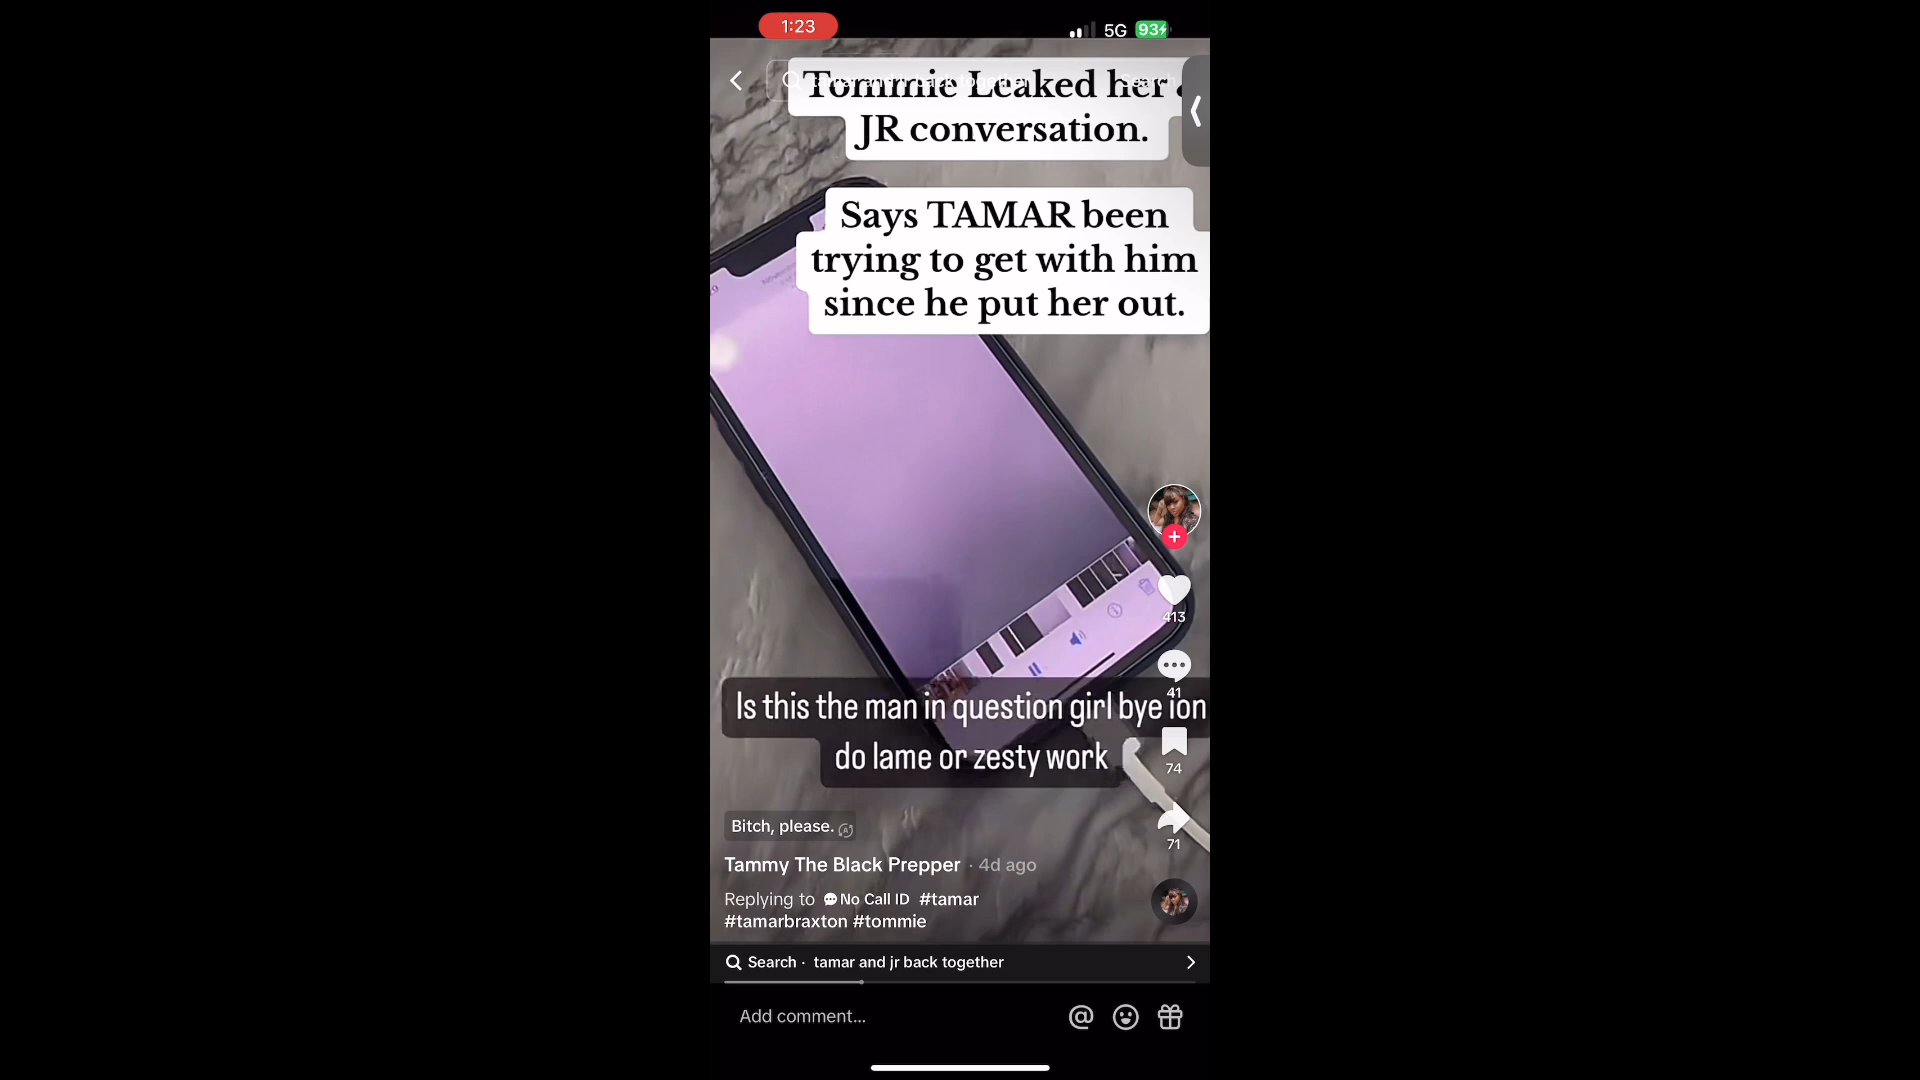 1:23
5G
93
Tommie Leaked her
JR conversation.
Says TAMAR been
trying to get with him
since he put her out.
413
41
Is this the man in question girl bye ion
do lame or zesty work
74
Bitch, please.
71
Tammy The Black Prepper · 4d ago
Replying to No Call ID #tamar
#tamarbraxton #tommie
Search · tamar and jr back together
Add comment...